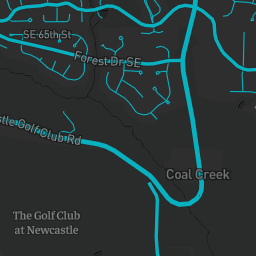 SE 65th St
Forest Dr SE
stle Golf Club Rd
Coal Creek
The Golf Club
at Newcastle